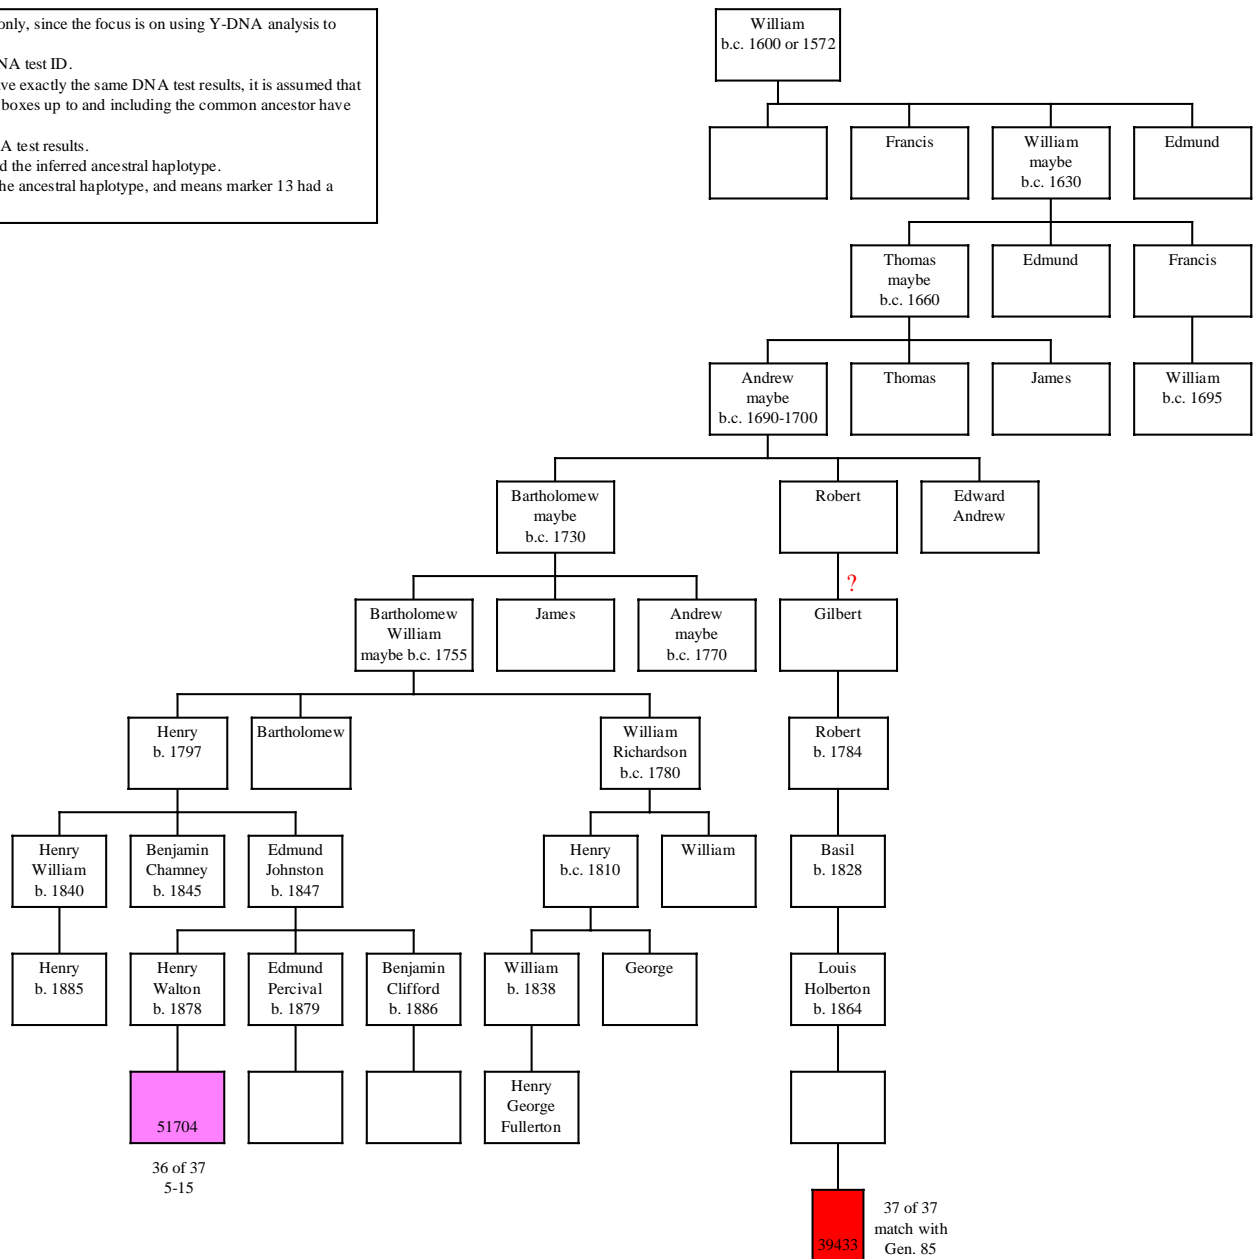 only, since the focus is on using Y-DNA analysis to
NA test ID.
ve exactly the same DNA test results, it is assumed that
boxes up to and including the common ancestor have
A test results.
d the inferred ancestral haplotype.
he ancestral haplotype, and means marker 13 had a
William
b.c. 1600 or 1572
Francis
William
maybe
b.c. 1630
Edmund
Thomas
maybe
b.c. 1660
Edmund
Francis
Andrew
maybe
b.c. 1690-1700
Thomas
James
William
b.c. 1695
Bartholomew
maybe
b.c. 1730
Robert
Edward
Andrew
?
Bartholomew
William
maybe b.c. 1755
James
Andrew
maybe
b.c. 1770
Gilbert
Henry
b. 1797
Bartholomew
William
Richardson
b.c. 1780
Robert
b. 1784
Henry
William
b. 1840
Benjamin
Chamney
b. 1845
Edmund
Johnston
b. 1847
Henry
b.c. 1810
William
Basil
b. 1828
Henry
b. 1885
Henry
Walton
b. 1878
Edmund
Percival
b. 1879
Benjamin
Clifford
b. 1886
William
b. 1838
George
Louis
Holberton
b. 1864
51704
Henry
George
Fullerton
36 of 37
5-15
39433
37 of 37
match with
Gen. 85